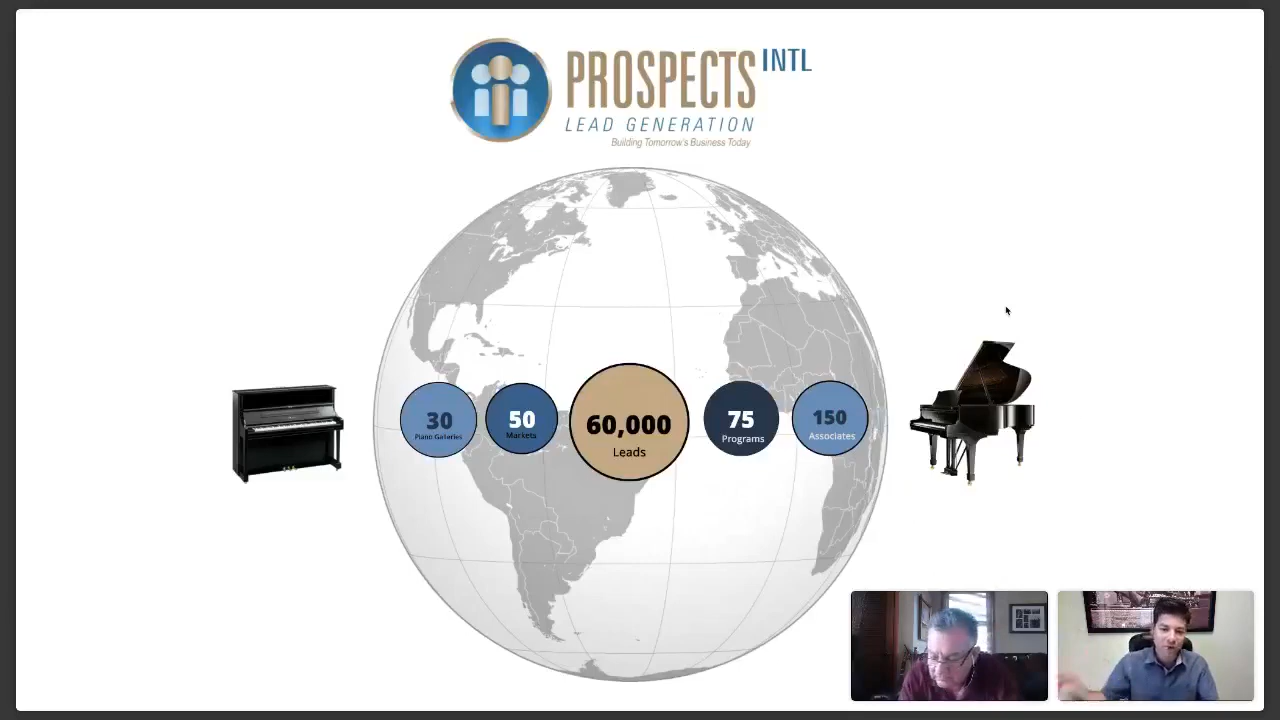 PROSPECTS INTL
LEAD GENERATION
Building Tomorrow's Business Today
30
Piano Galleries
50
Markets
60,000
Leads
75
Programs
150
Associates